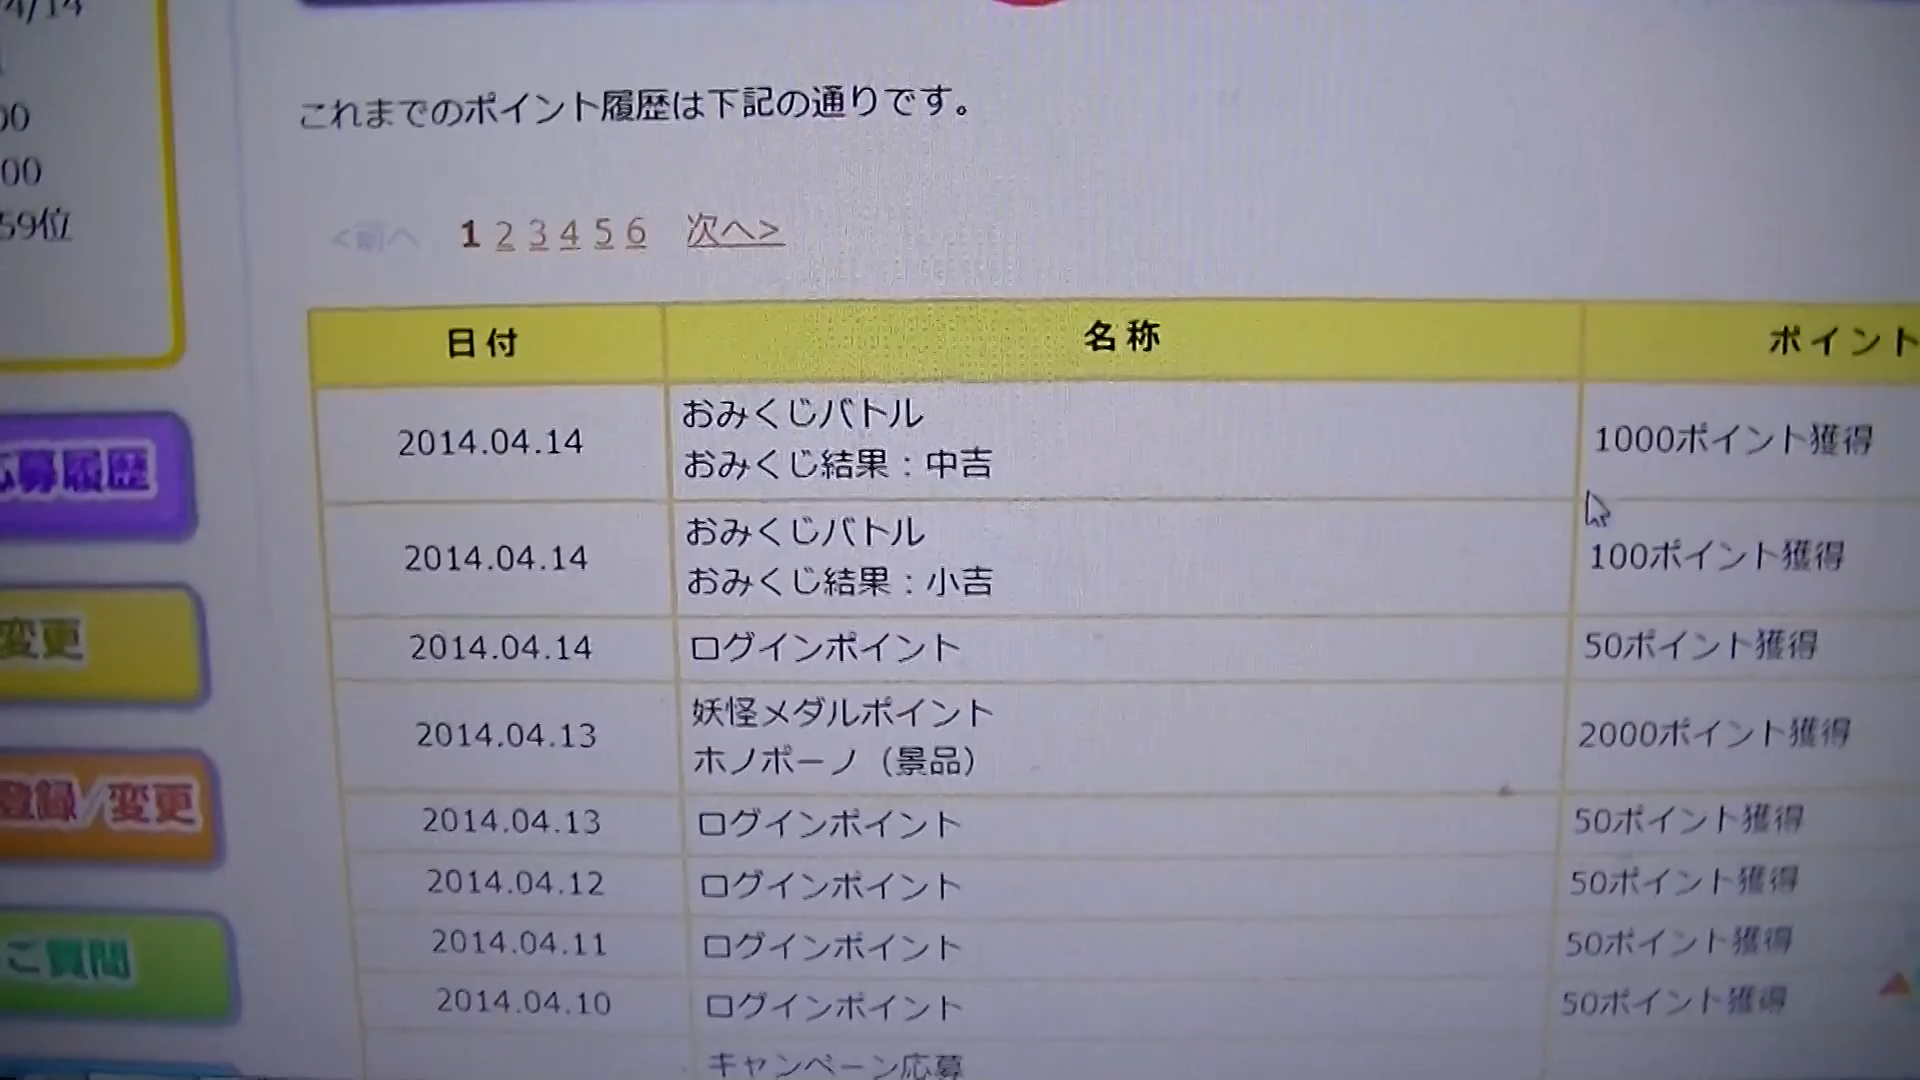 4/14
00
00
59位
応募履歴
変更
登録/変更
ご質問
これまでのポイント履歴は下記の通りです。
<前へ 1 2 3 4 5 6 次へ>
日付 名称 ポイント
2014.04.14 おみくじバトル
おみくじ結果：中吉 1000ポイント獲得
2014.04.14 おみくじバトル
おみくじ結果：小吉 100ポイント獲得
2014.04.14 ログインポイント 50ポイント獲得
2014.04.13 妖怪メダルポイント
ホノポーノ（景品） 2000ポイント獲得
2014.04.13 ログインポイント 50ポイント獲得
2014.04.12 ログインポイント 50ポイント獲得
2014.04.11 ログインポイント 50ポイント獲得
2014.04.10 ログインポイント 50ポイント獲得
キャンペーン応募